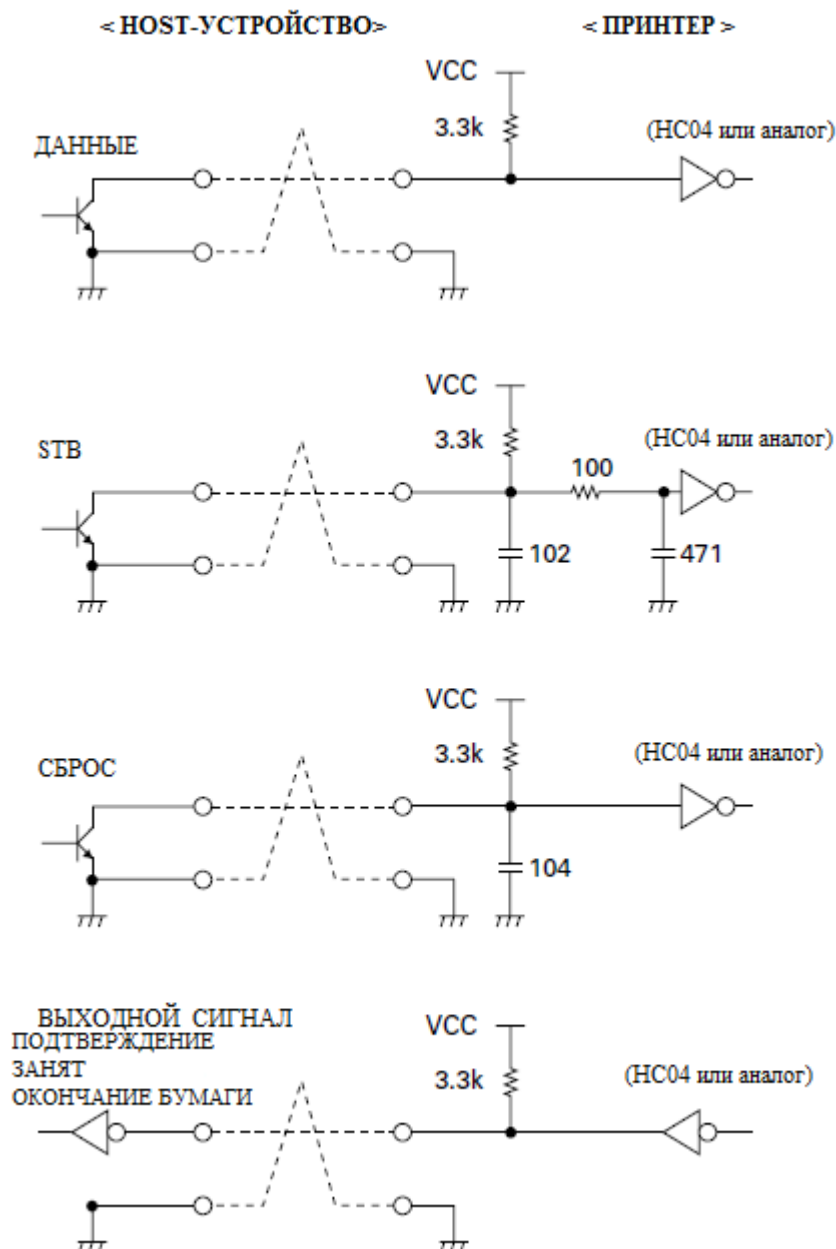 < HOST-УСТРОЙСТВО> < ПРИНТЕР >
VCC
3.3k
(HC04 или аналог)
ДАННЫЕ
VCC
3.3k
(HC04 или аналог)
STB
100
102
471
VCC
3.3k
(HC04 или аналог)
СБРОС
104
ВЫХОДНОЙ СИГНАЛ
ПОДТВЕРЖДЕНИЕ
ЗАНЯТ
ОКОНЧАНИЕ БУМАГИ
VCC
3.3k
(HC04 или аналог)